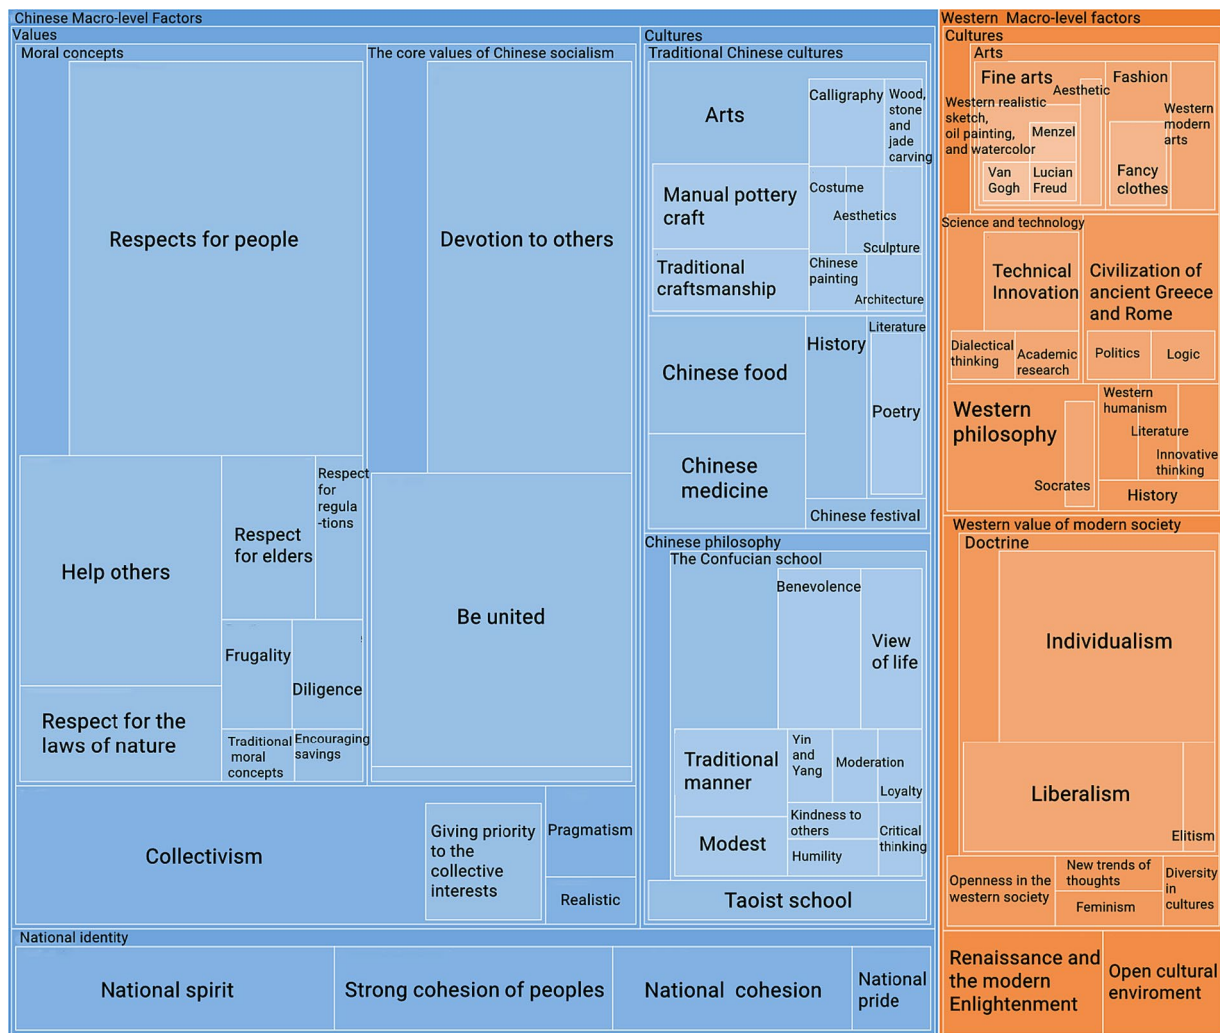 Chinese Macro-level Factors
Values
Moral concepts
Respects for people
Help others
Respect
for elders
Respect
for
regula
-tions
Frugality
Diligence
Respect for the
laws of nature
Traditional
moral
concepts
Encouraging
savings
The core values of Chinese socialism
Devotion to others
Be united
Collectivism
Giving priority
to the
collective
interests
Pragmatism
Realistic
Cultures
Traditional Chinese cultures
Arts
Calligraphy
Wood,
stone
and
jade
carving
Manual pottery
craft
Costume
Aesthetics
Sculpture
Traditional
craftsmanship
Chinese
painting
Architecture
Chinese food
History
Literature
Poetry
Chinese
medicine
Chinese festival
Chinese philosophy
The Confucian school
Benevolence
View
of life
Traditional
manner
Yin
and
Yang
Moderation
Loyalty
Modest
Kindness to
others
Humility
Critical
thinking
Taoist school
National identity
National spirit
Strong cohesion of peoples
National cohesion
National
pride
Western Macro-level factors
Cultures
Arts
Fine arts
Aesthetic
Western realistic
sketch,
oil painting,
and watercolor
Menzel
Van
Gogh
Lucian
Freud
Fashion
Fancy
clothes
Western
modern
arts
Science and technology
Technical
Innovation
Dialectical
thinking
Academic
research
Civilization of
ancient Greece
and Rome
Politics
Logic
Western
philosophy
Socrates
Western
humanism
Literature
Innovative
thinking
History
Western value of modern society
Doctrine
Individualism
Liberalism
Elitism
Openness in the
western society
New trends of
thoughts
Feminism
Diversity
in
cultures
Renaissance and
the modern
Enlightenment
Open cultural
enviroment